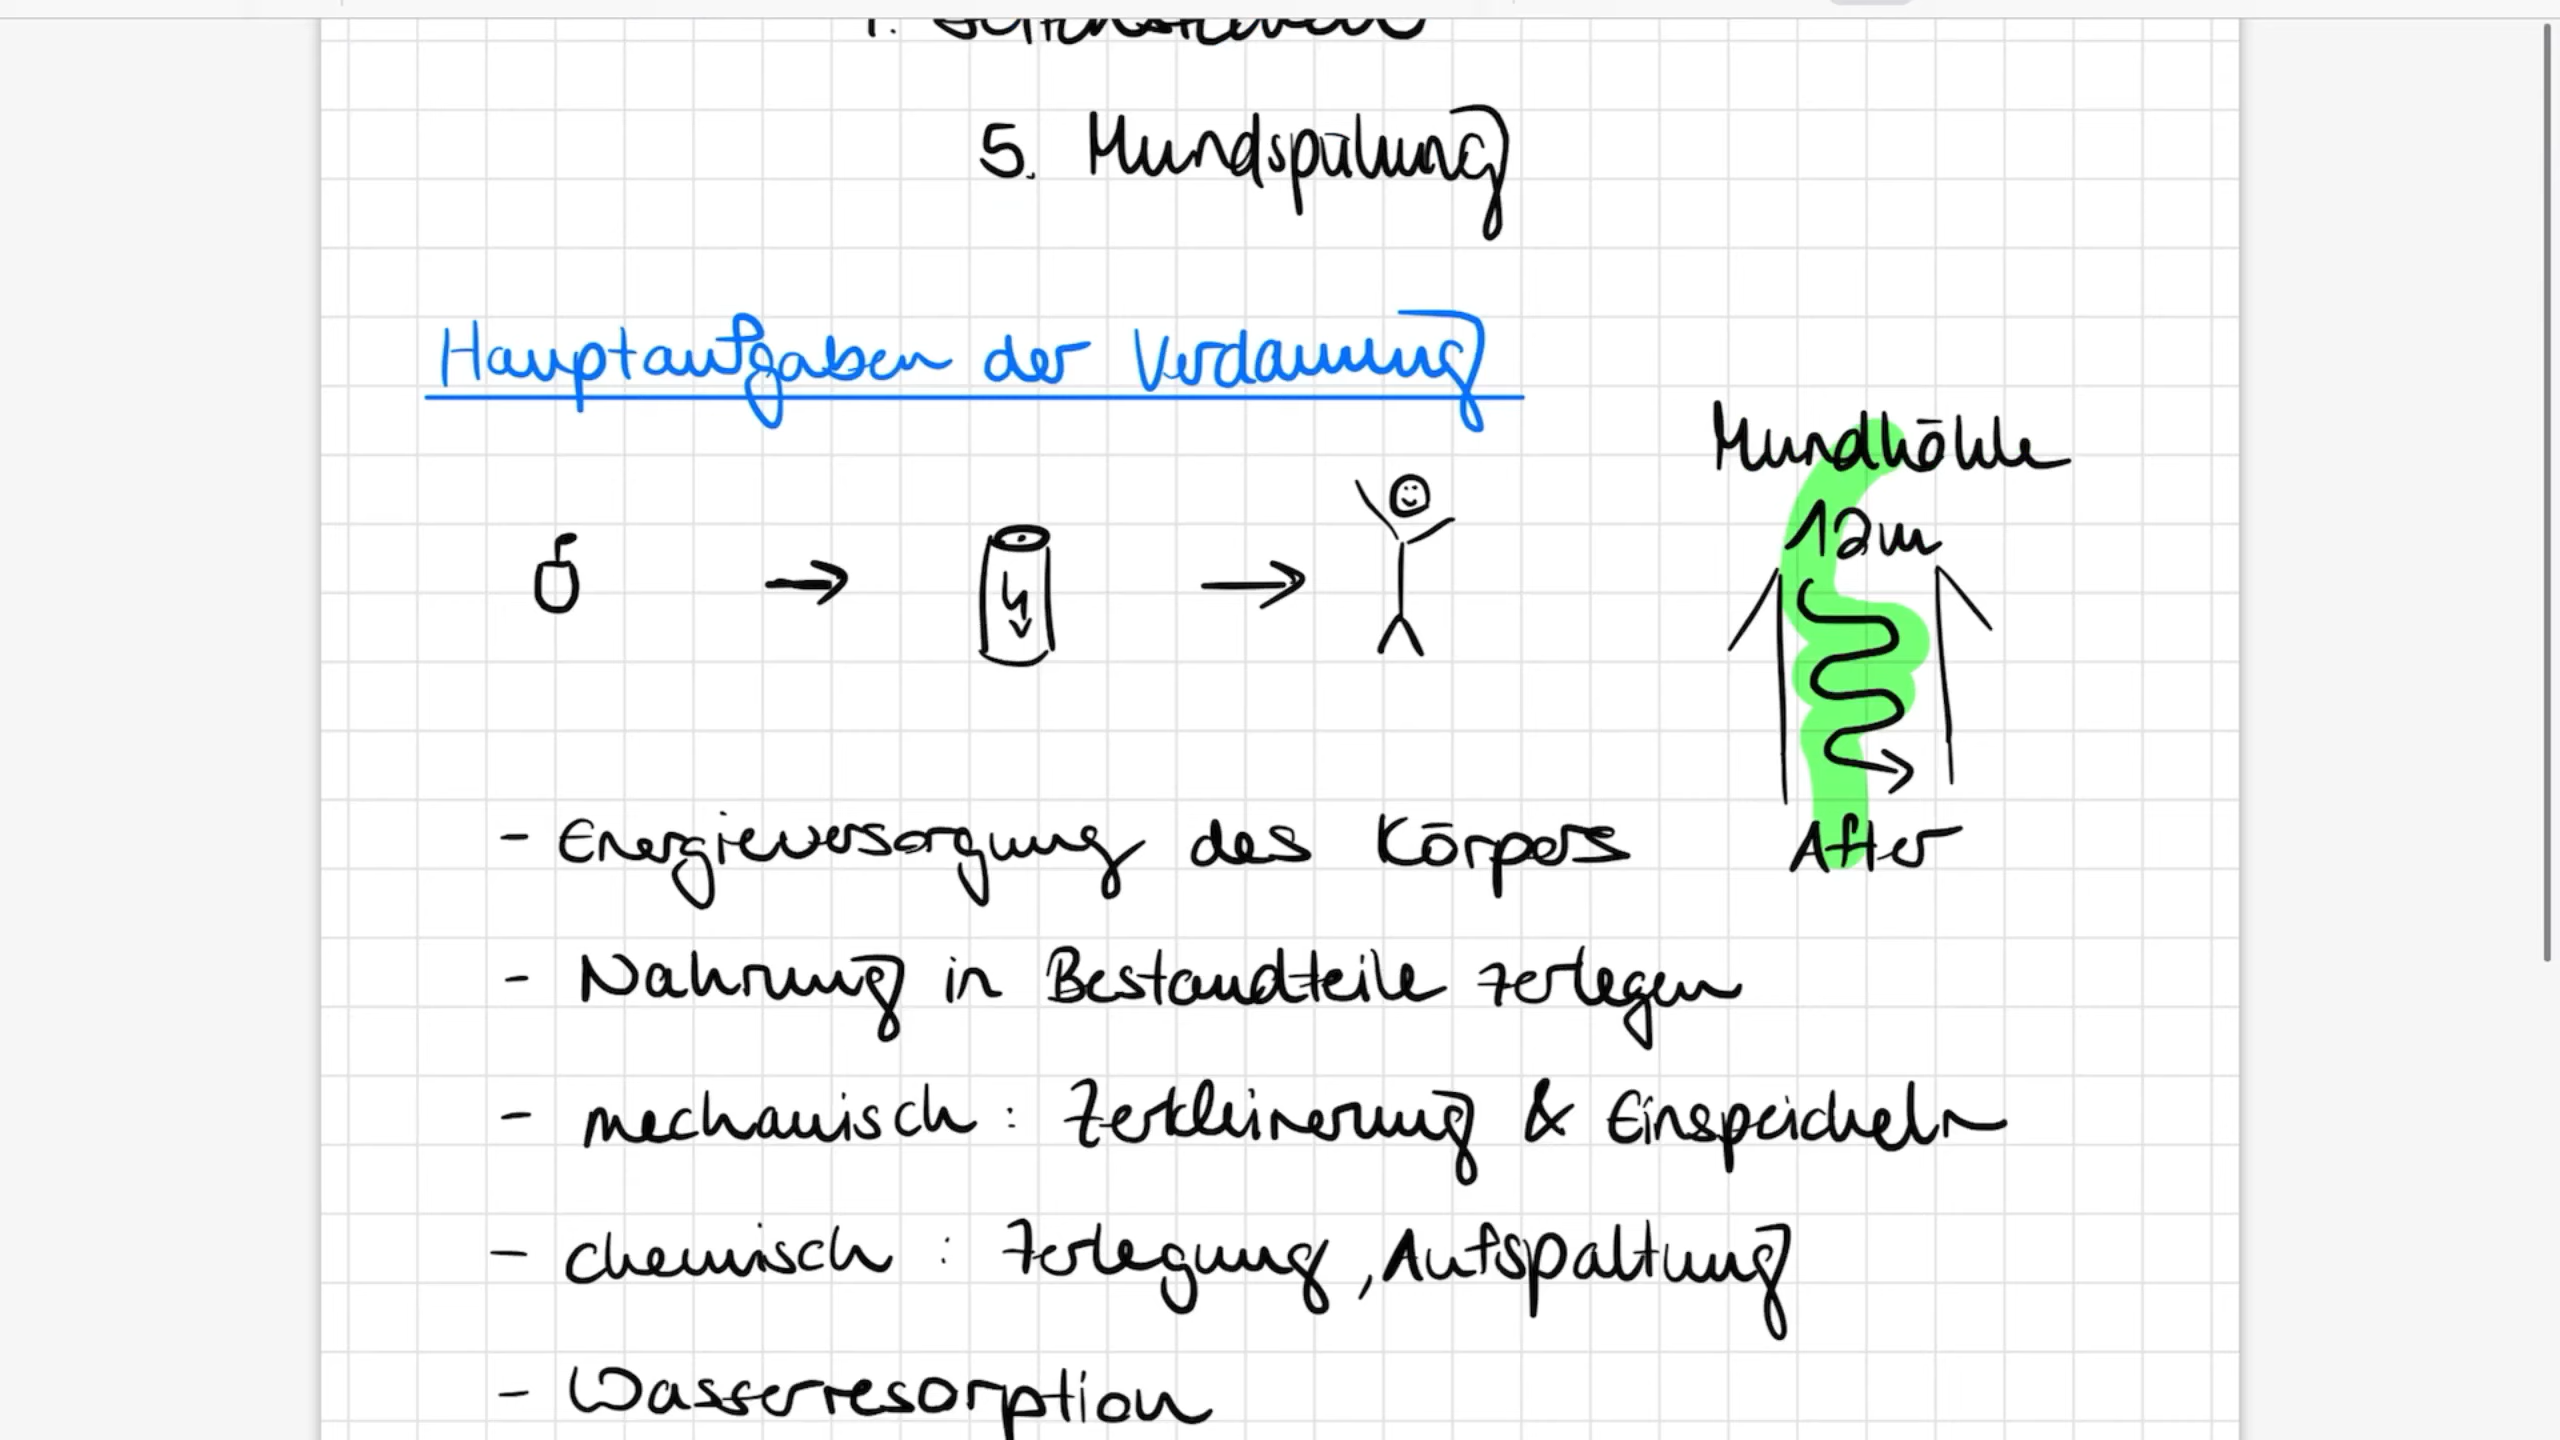 5. Mundspülung
Hauptaufgaben der Verdauung
Mundhöhle
12m
After
- Energieversorgung des Körpers
- Nahrung in Bestandteile zerlegen
- mechanisch : Zerkleinerung & Einspeicheln
- chemisch : Zerlegung, Aufspaltung
- Wasserresorption